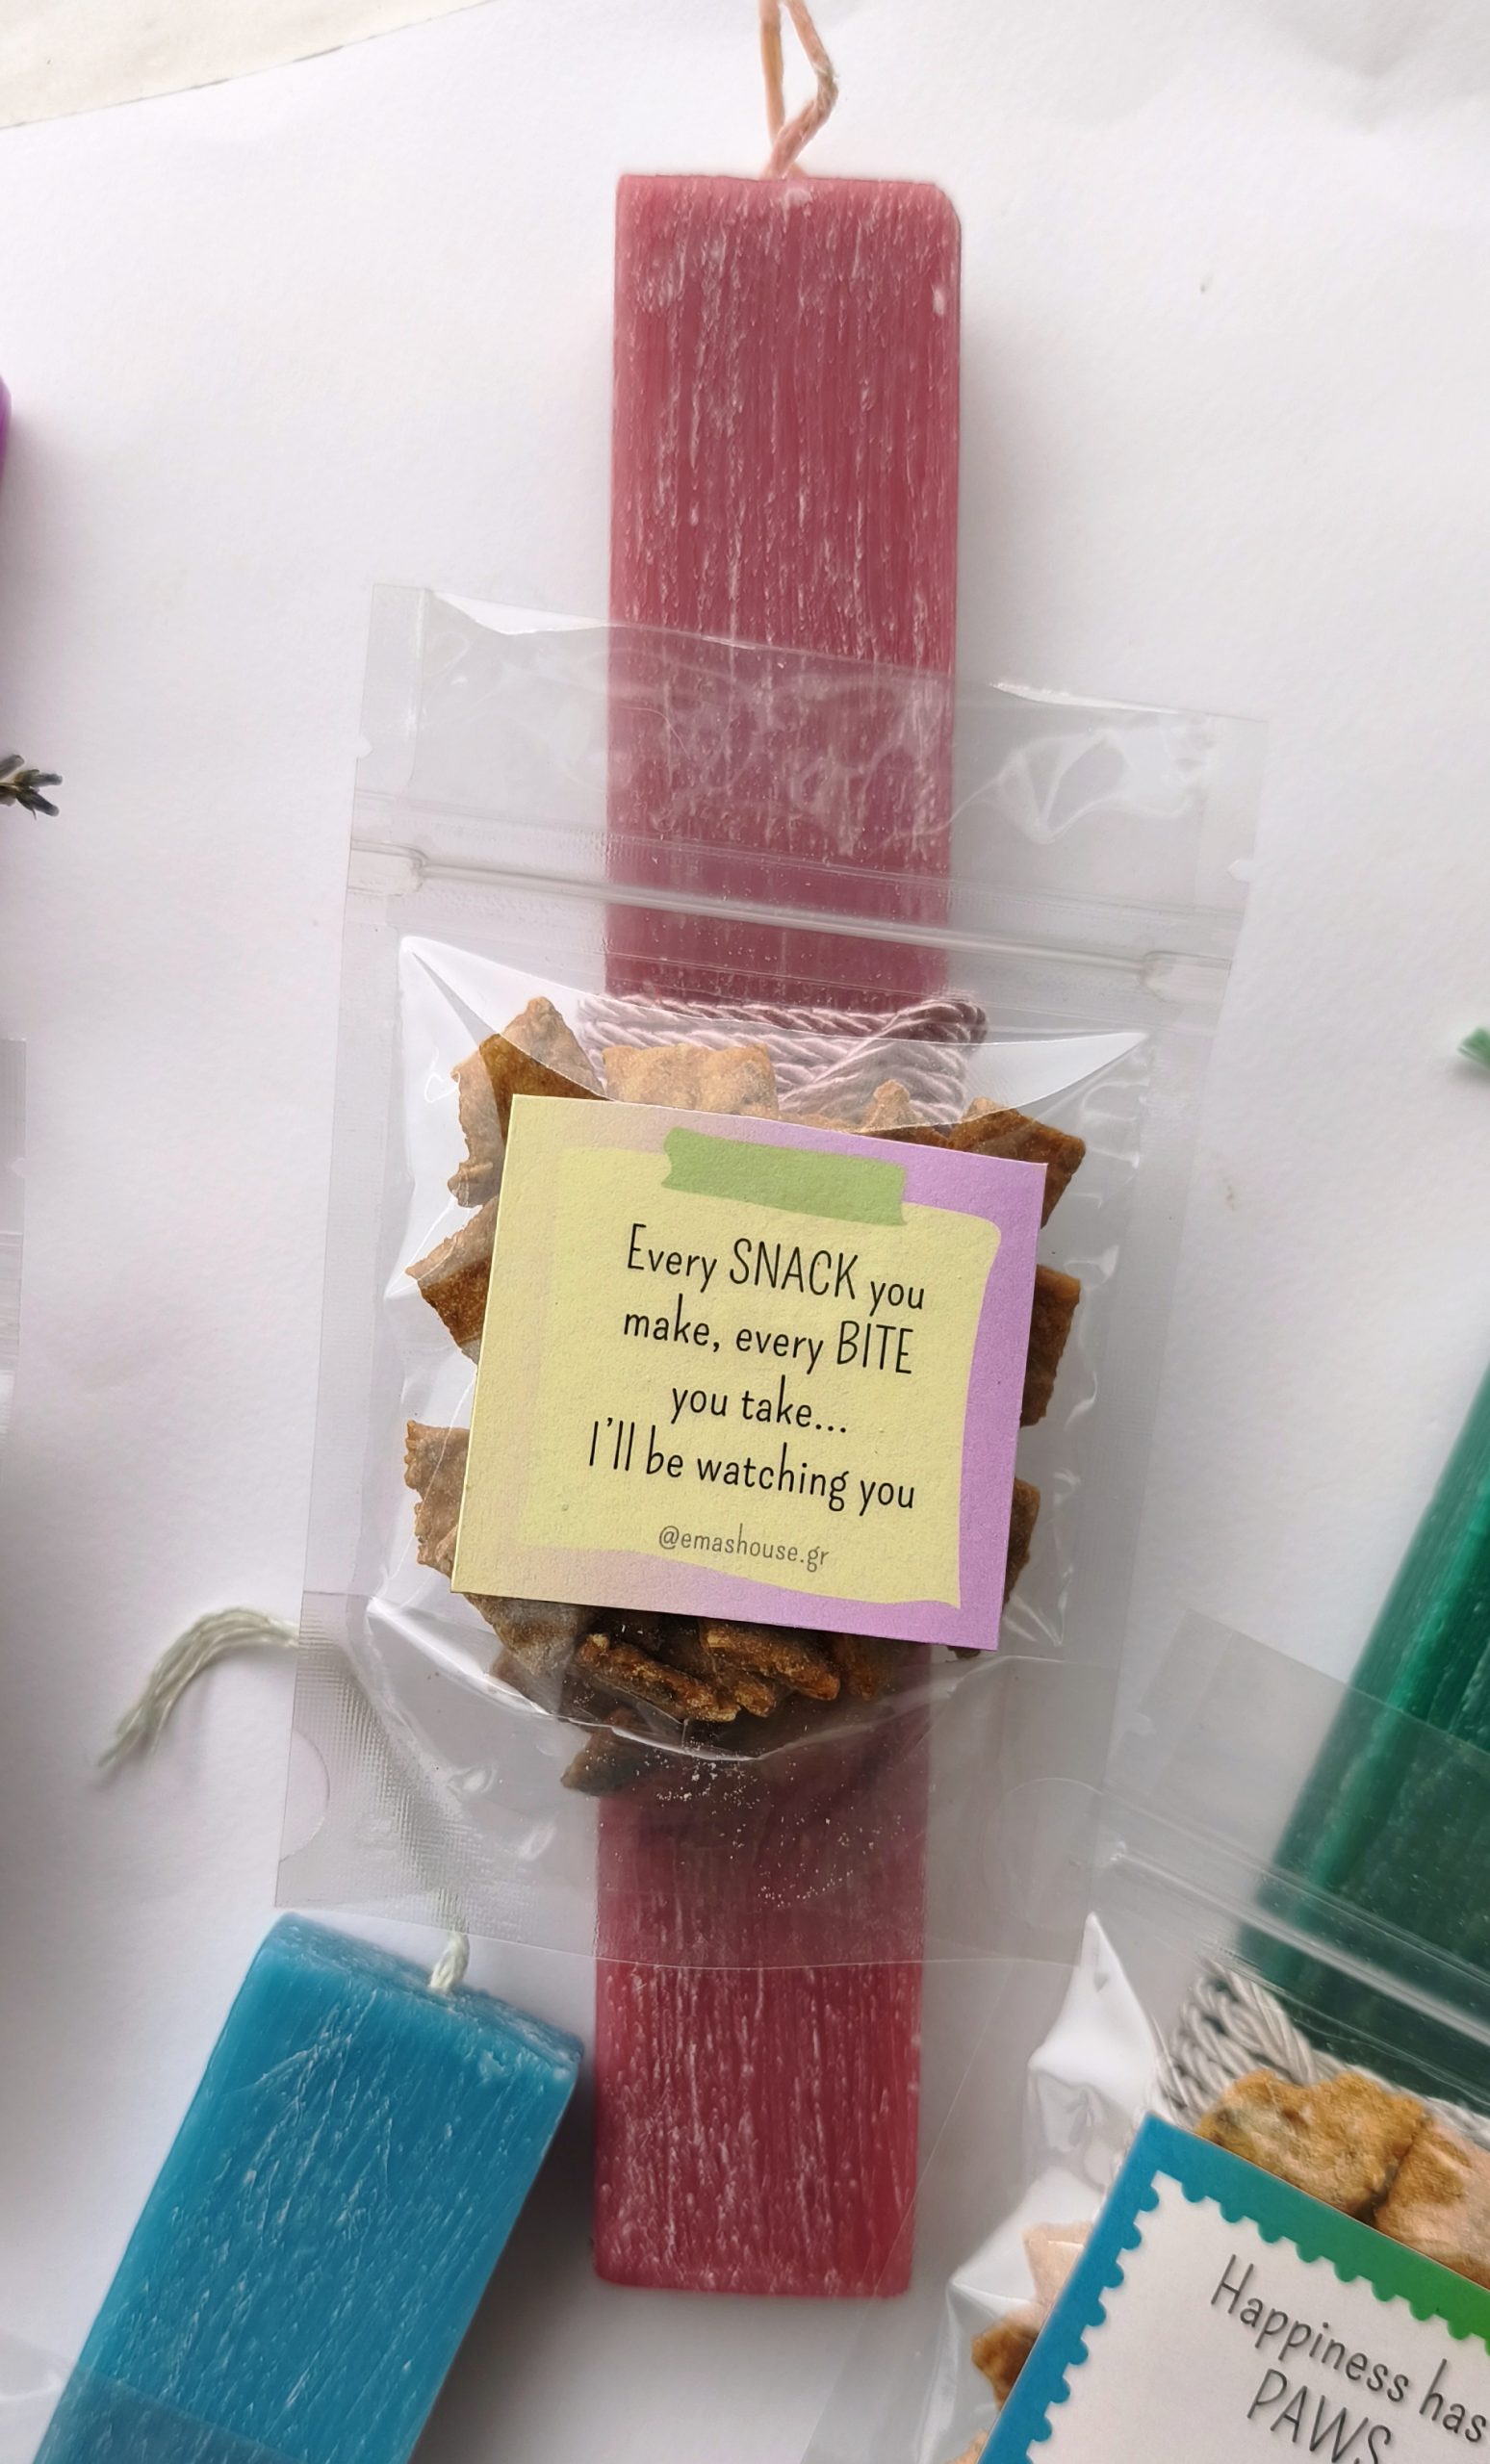 Every SNACK you
make, every BITE
you take...
I'll be watching you
@emashouse.gr
Happiness has
PAWS